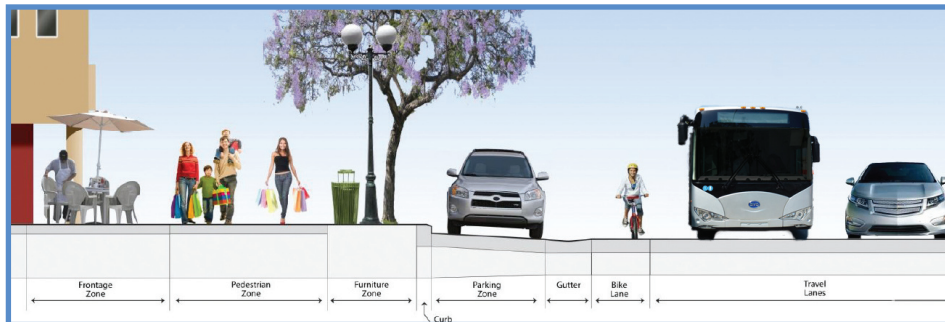 Frontage
Zone
Pedestrian
Zone
Furniture
Zone
Curb
Parking
Zone
Gutter
Bike
Lane
Travel
Lanes